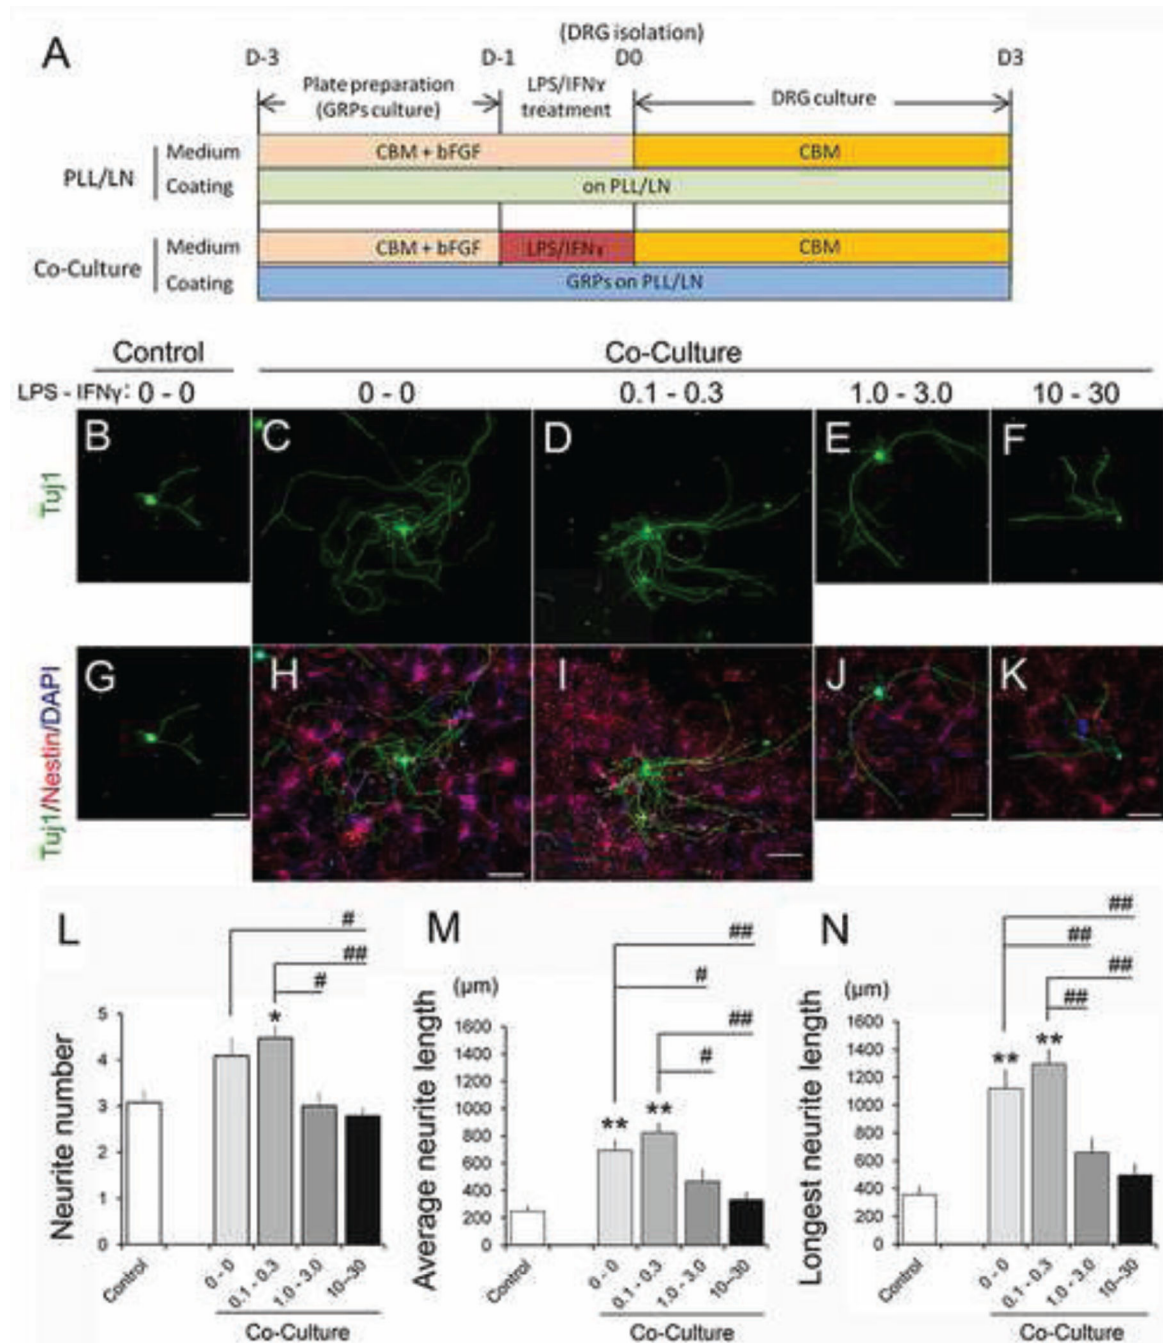 A
(DRG isolation)
D-3 D-1 D0 D3
Plate preparation
(GRPs culture)
LPS/IFNγ
treatment
DRG culture
PLL/LN
Medium
CBM + bFGF
CBM
Coating
on PLL/LN
Co-Culture
Medium
CBM + bFGF
LPS/IFNγ
CBM
Coating
GRPs on PLL/LN
Control
Co-Culture
LPS - IFNγ: 0 - 0
0 - 0
0.1 - 0.3
1.0 - 3.0
10 - 30
Tuj1
B
C
D
E
F
Tuj1/Nestin/DAPI
G
H
I
J
K
L
#
##
#
*
Neurite number
5
4
3
2
1
0
Control
0 - 0
0.1 - 0.3
1.0 - 3.0
10–30
Co-Culture
M
##
#
##
#
** **
(μm)
Average neurite length
1600
1400
1200
1000
800
600
400
200
0
Control
0 - 0
0.1 - 0.3
1.0 - 3.0
10–30
Co-Culture
N
##
##
##
##
** **
(μm)
Longest neurite length
1600
1400
1200
1000
800
600
400
200
0
Control
0 - 0
0.1 - 0.3
1.0 - 3.0
10–30
Co-Culture